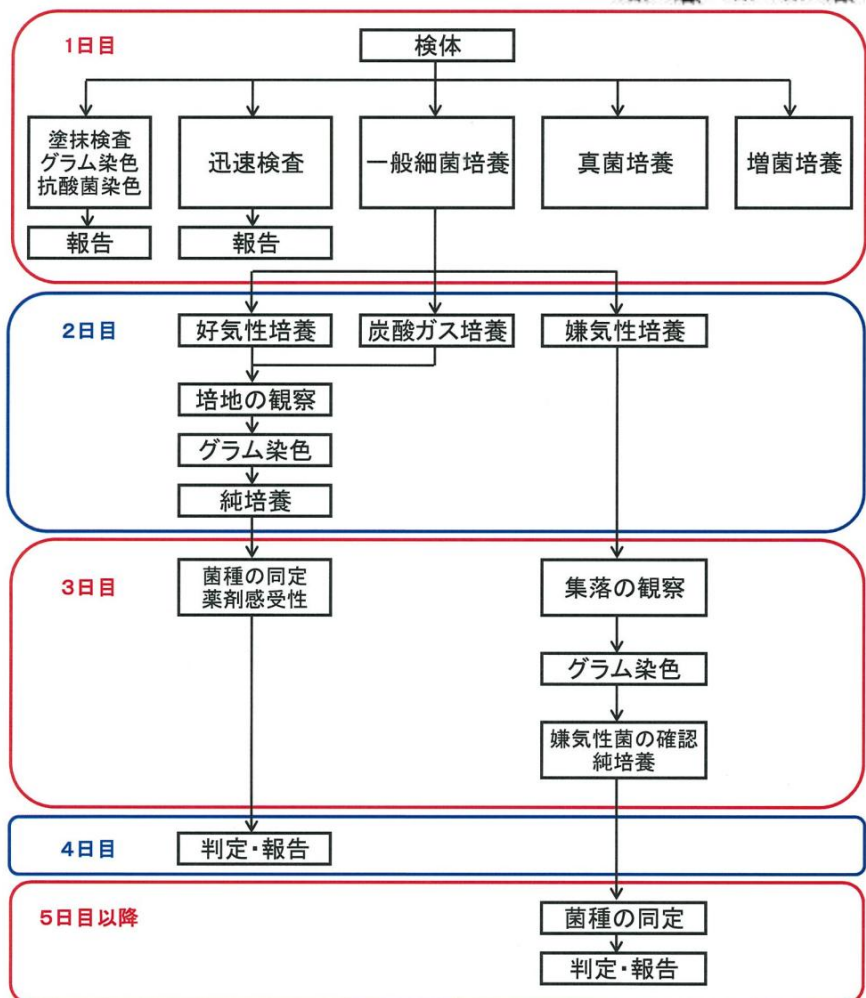 1日目
検体
塗抹検査
グラム染色
抗酸菌染色
迅速検査
一般細菌培養
真菌培養
増菌培養
報告
報告
2日目
好気性培養
炭酸ガス培養
嫌気性培養
培地の観察
グラム染色
純培養
3日目
菌種の同定
薬剤感受性
集落の観察
グラム染色
嫌気性菌の確認
純培養
4日目
判定・報告
5日目以降
菌種の同定
判定・報告